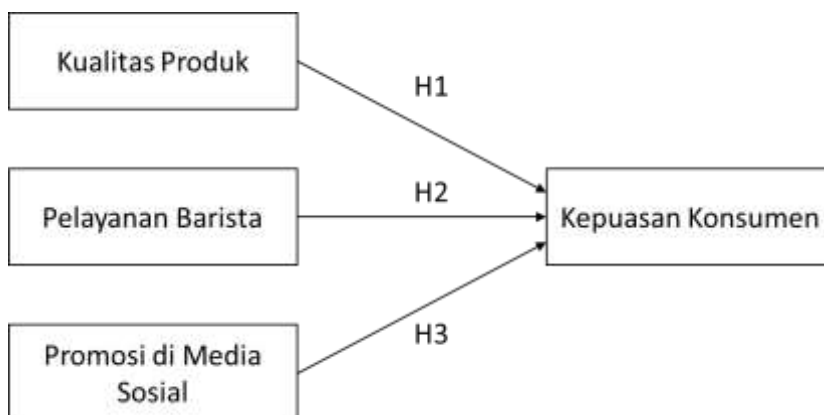 Kualitas Produk
H1
Pelayanan Barista
H2
Kepuasan Konsumen
Promosi di Media
Sosial
H3